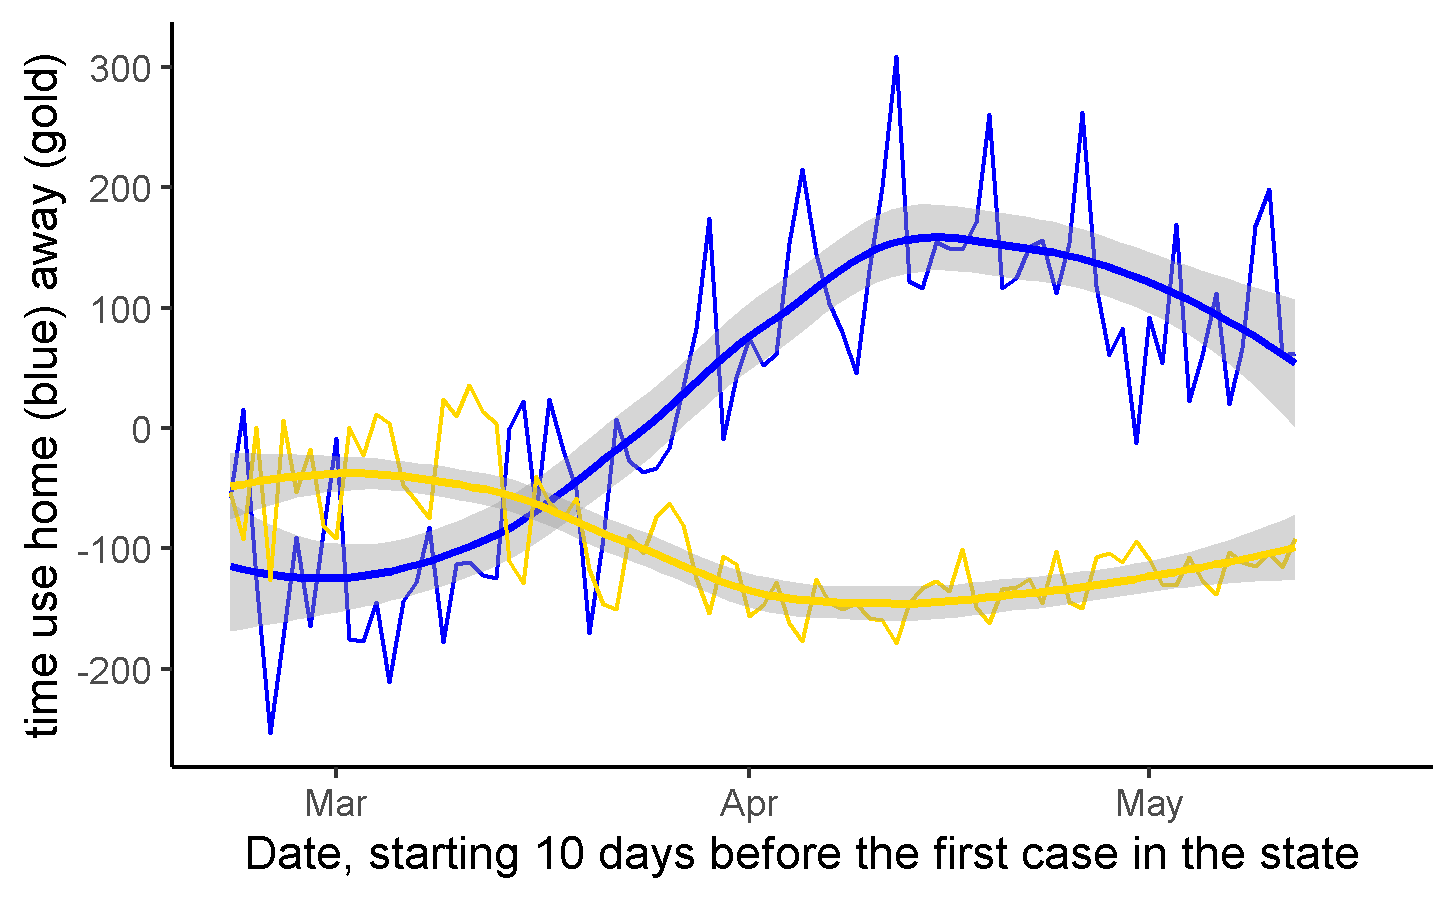 time use home (blue) away (gold)
300
200
100
0
-100
-200
Mar Apr May
Date, starting 10 days before the first case in the state